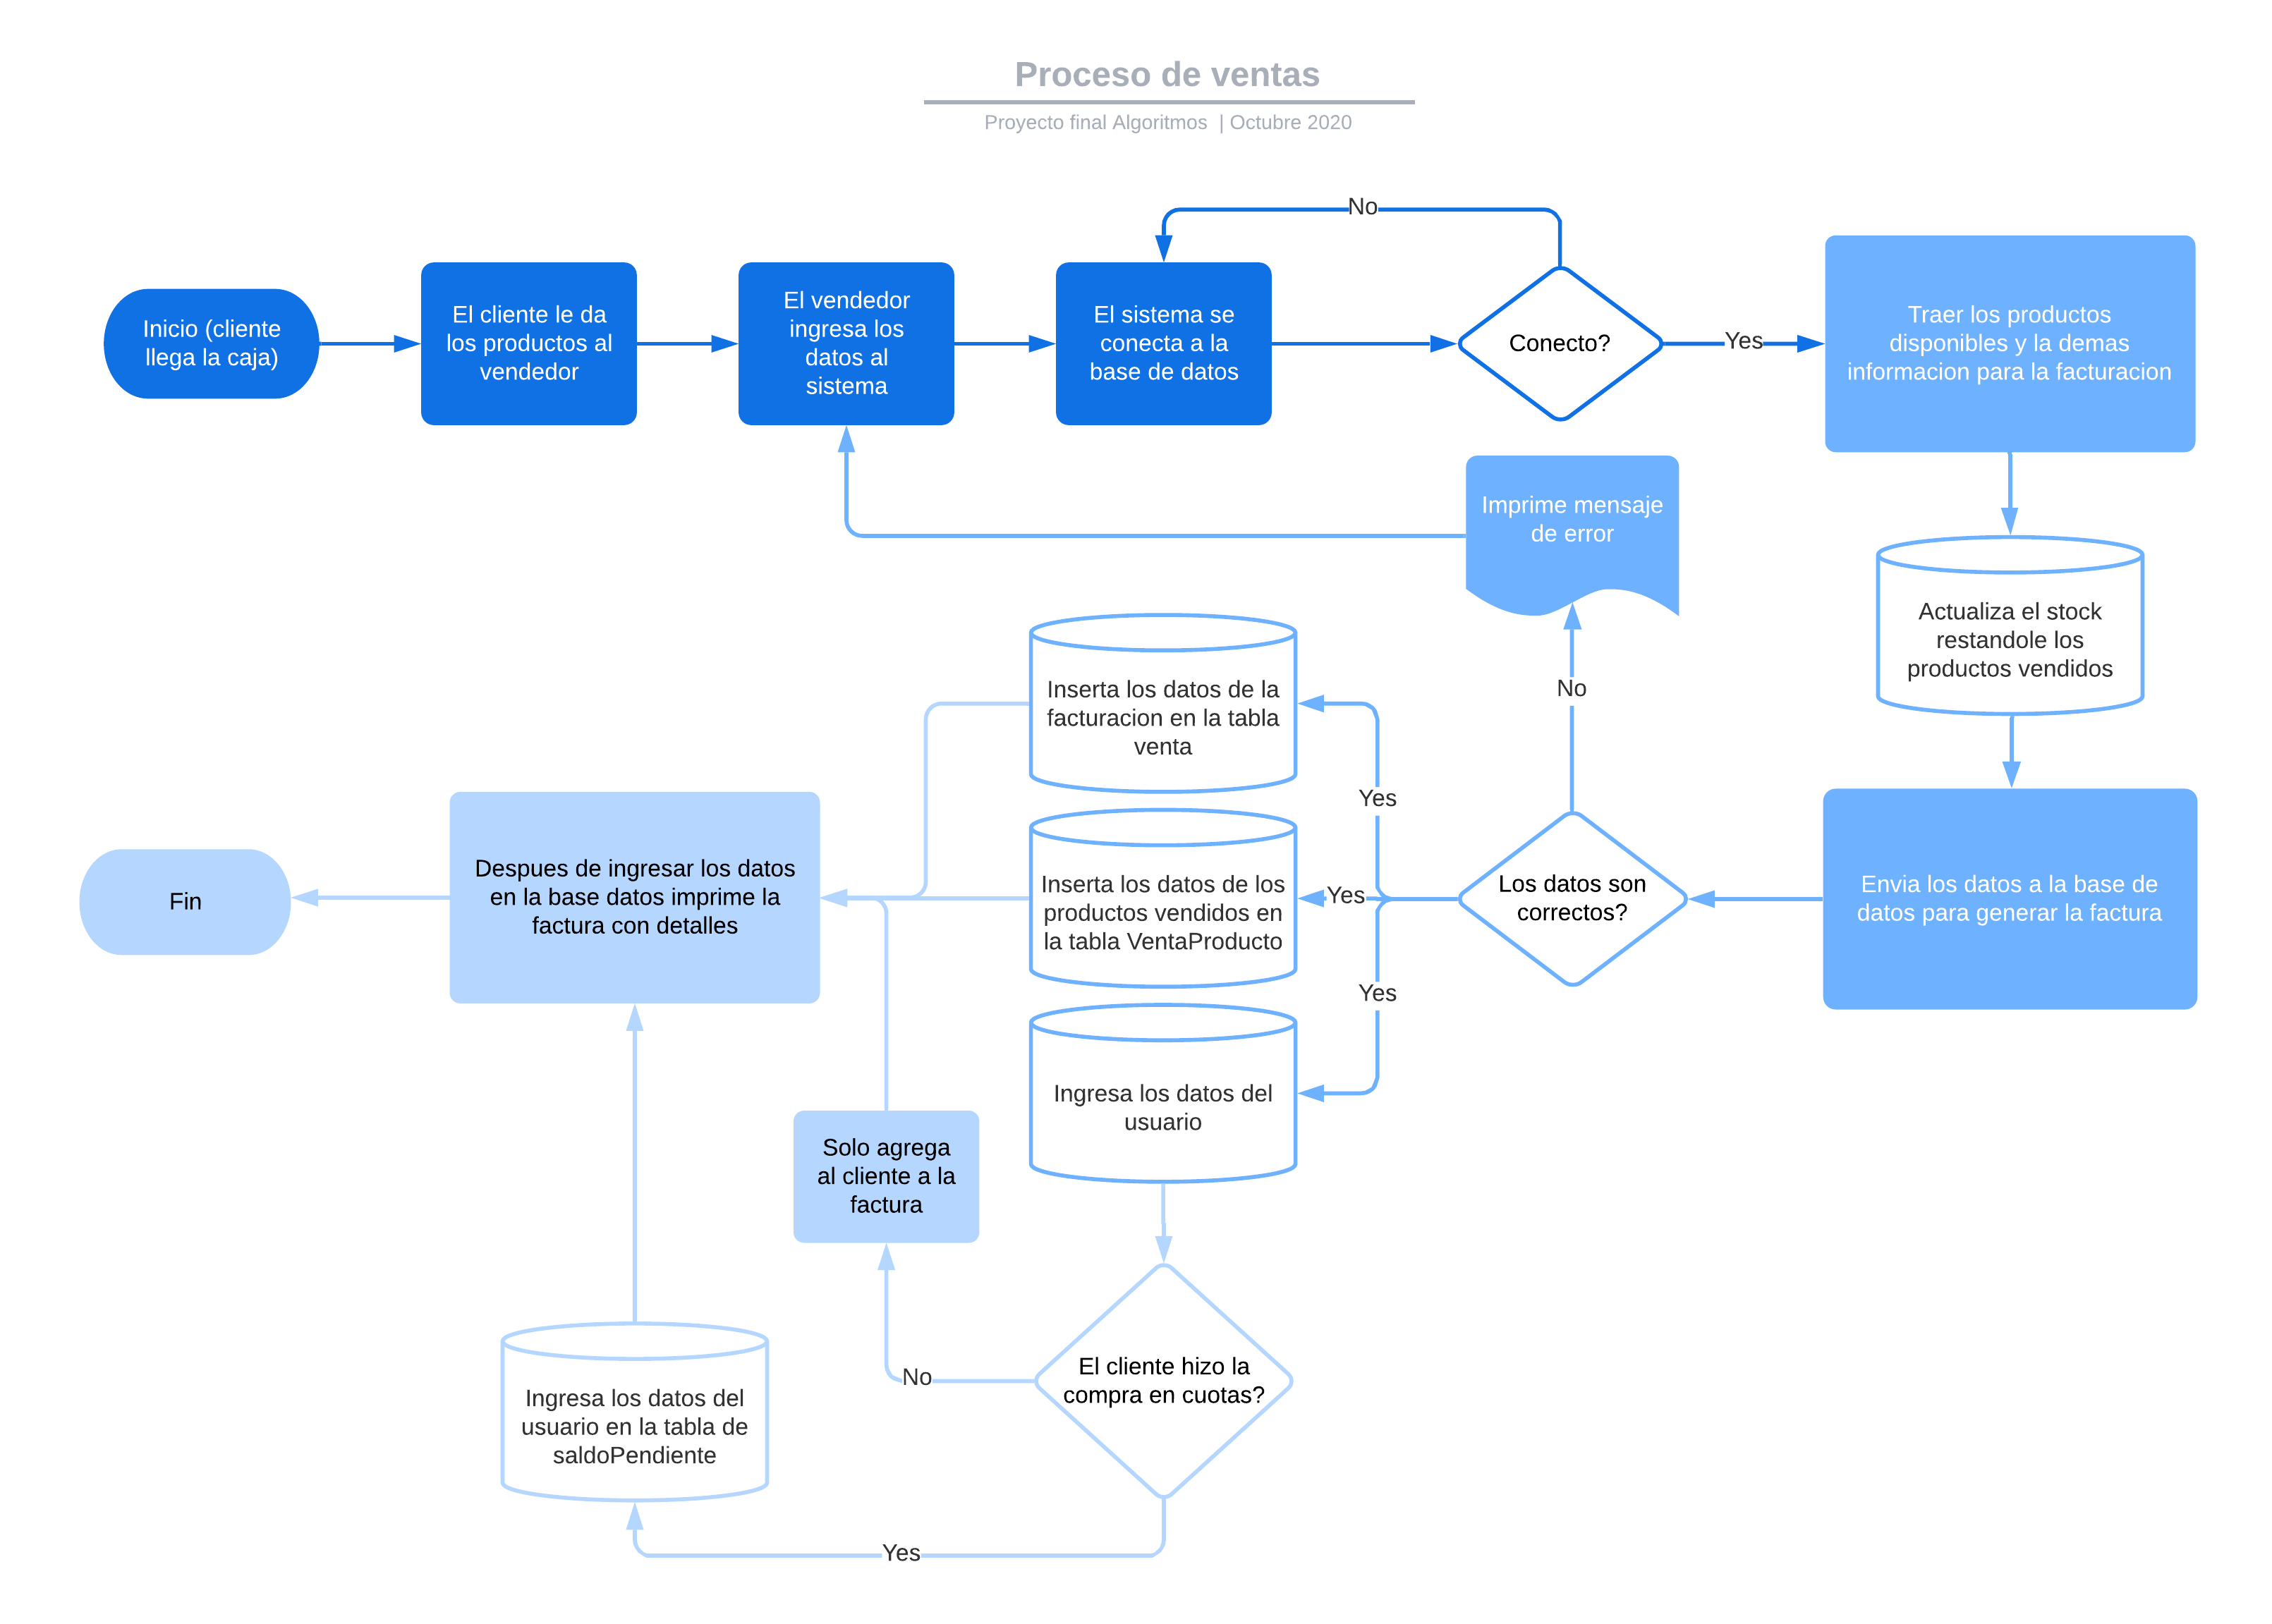 Proceso de ventas
Proyecto final Algoritmos | Octubre 2020
No
Inicio (cliente
llega la caja)
El cliente le da
los productos al
vendedor
El vendedor
ingresa los
datos al
sistema
El sistema se
conecta a la
base de datos
Conecto?
Yes
Traer los productos
disponibles y la demas
informacion para la facturacion
Imprime mensaje
de error
Actualiza el stock
restandole los
productos vendidos
No
Inserta los datos de la
facturacion en la tabla
venta
Yes
Envia los datos a la base de
datos para generar la factura
Los datos son
correctos?
Yes
Inserta los datos de los
productos vendidos en
la tabla VentaProducto
Despues de ingresar los datos
en la base datos imprime la
factura con detalles
Fin
Yes
Ingresa los datos del
usuario
Solo agrega
al cliente a la
factura
El cliente hizo la
compra en cuotas?
No
Ingresa los datos del
usuario en la tabla de
saldoPendiente
Yes